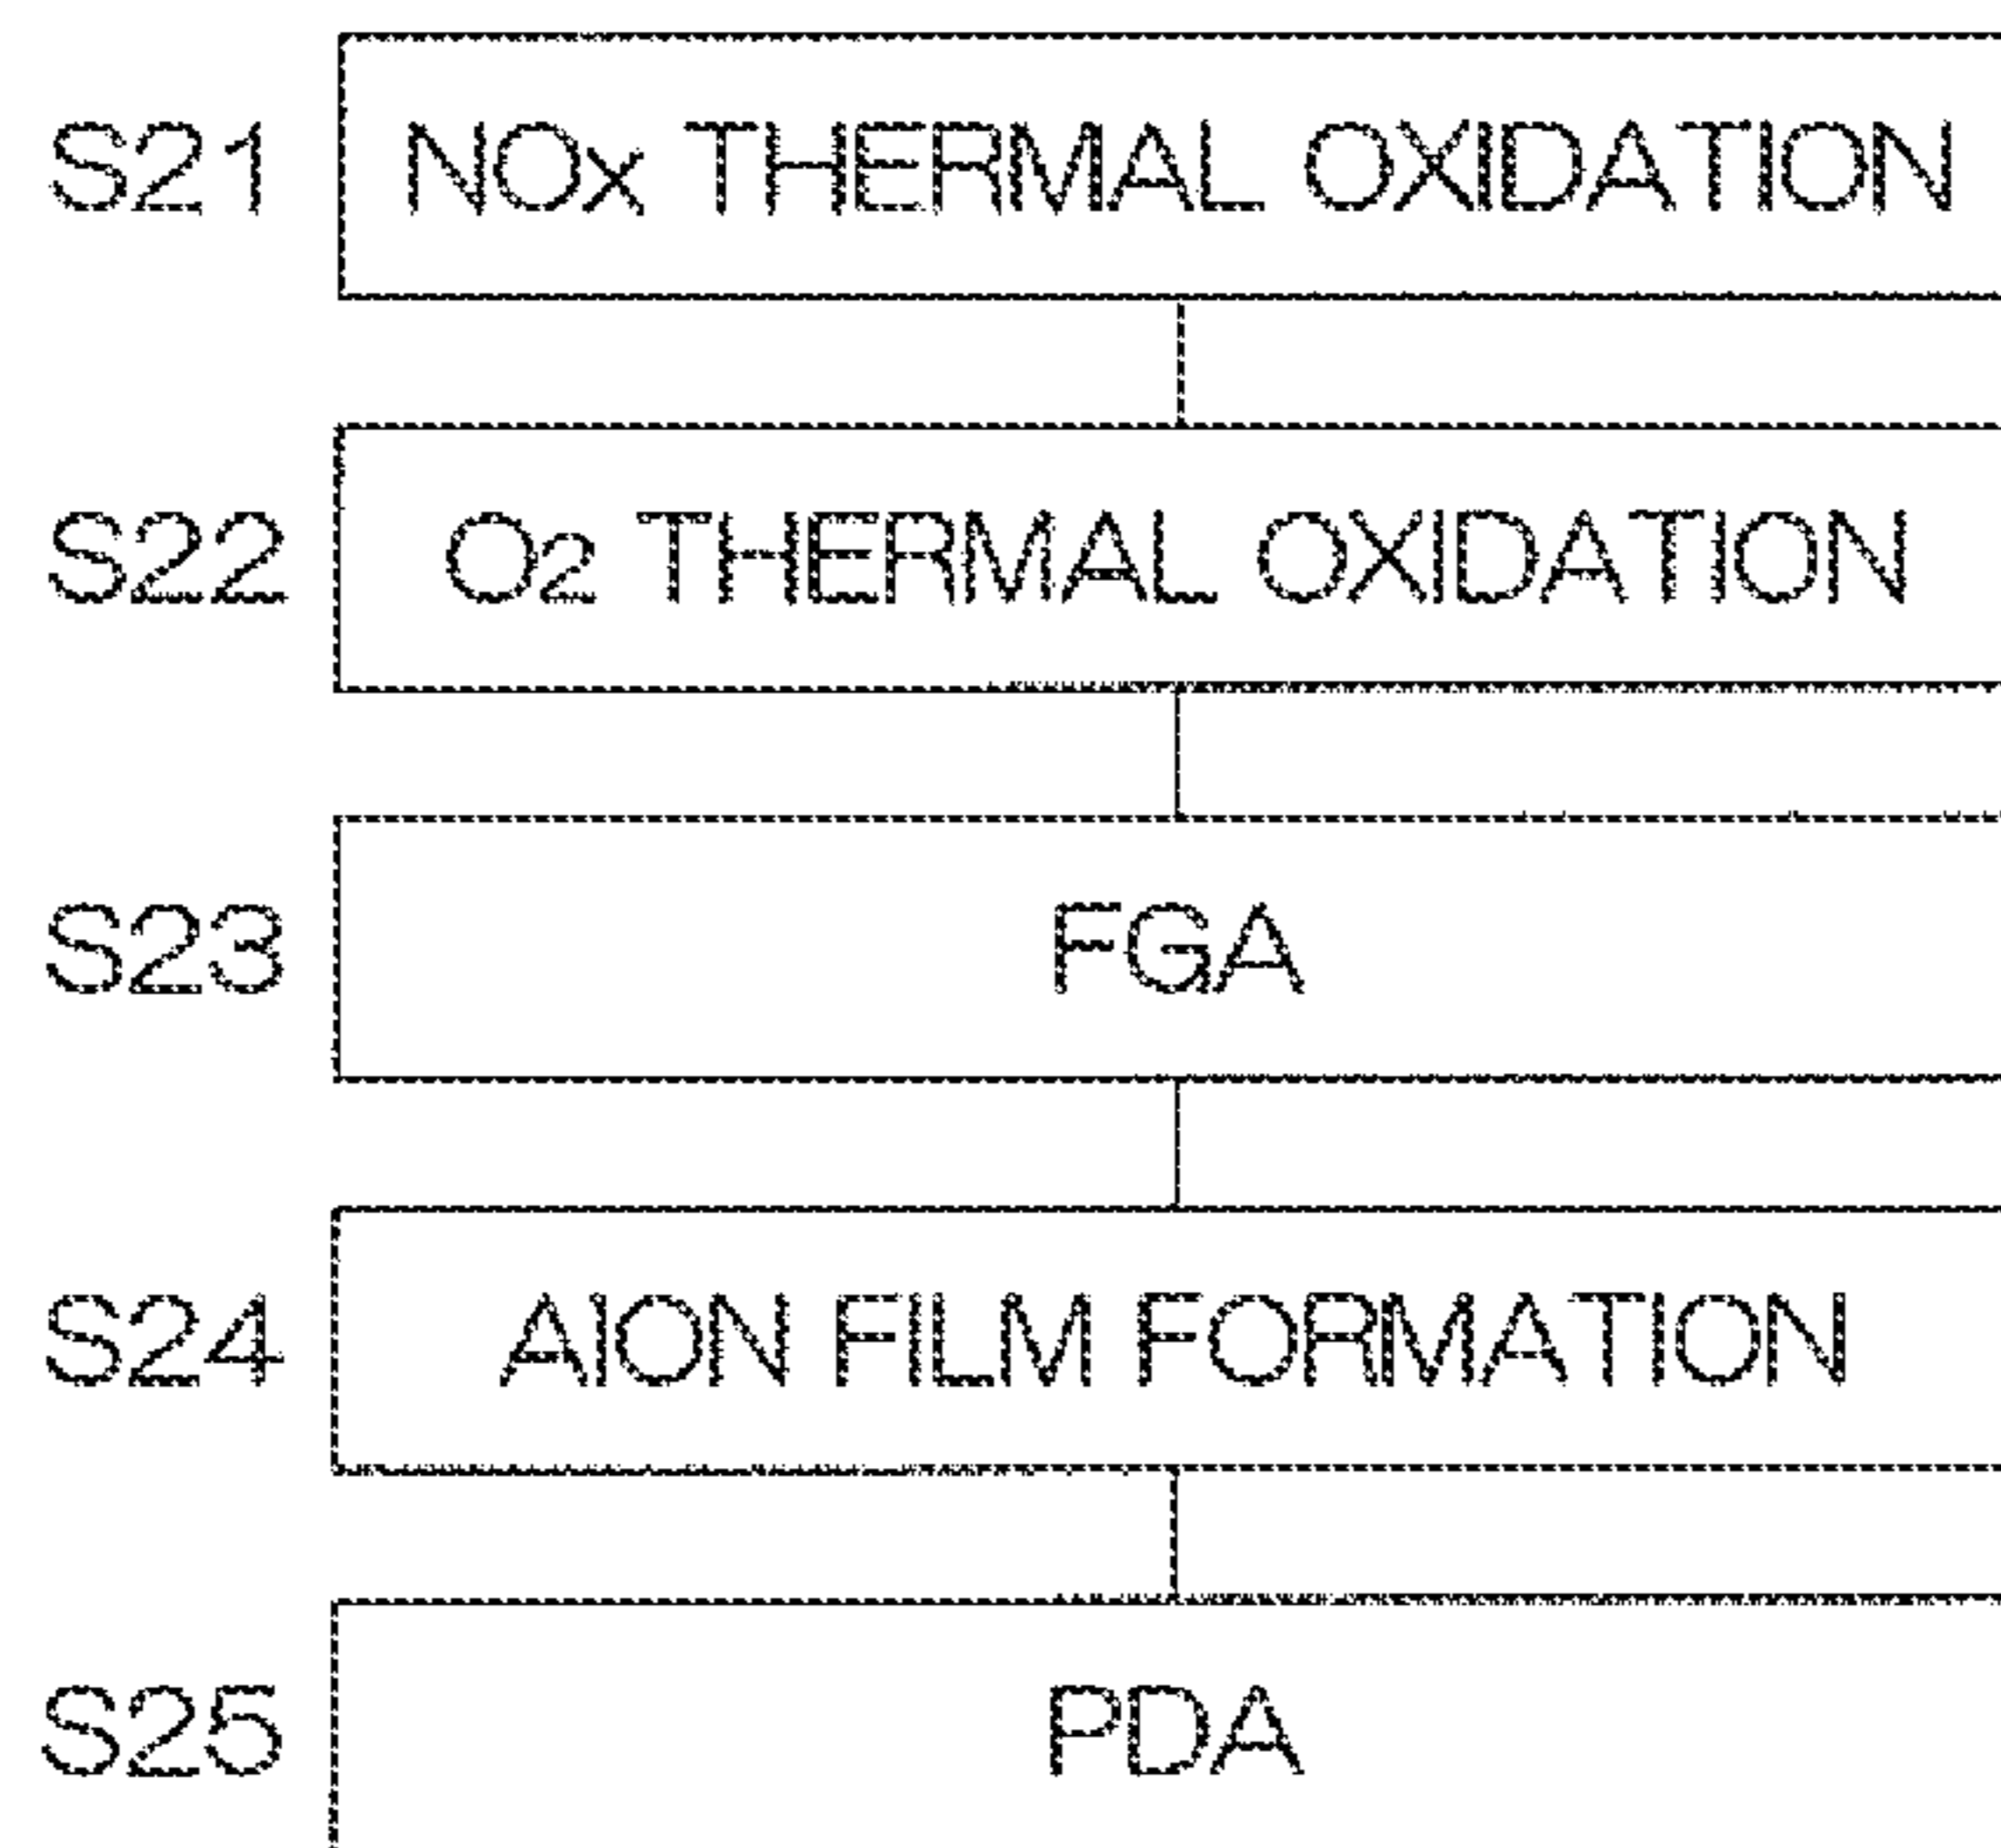 S21 NOx THERMAL OXIDATION
S22 O2 THERMAL OXIDATION
S23 FGA
S24 AlON FILM FORMATION
S25 PDA